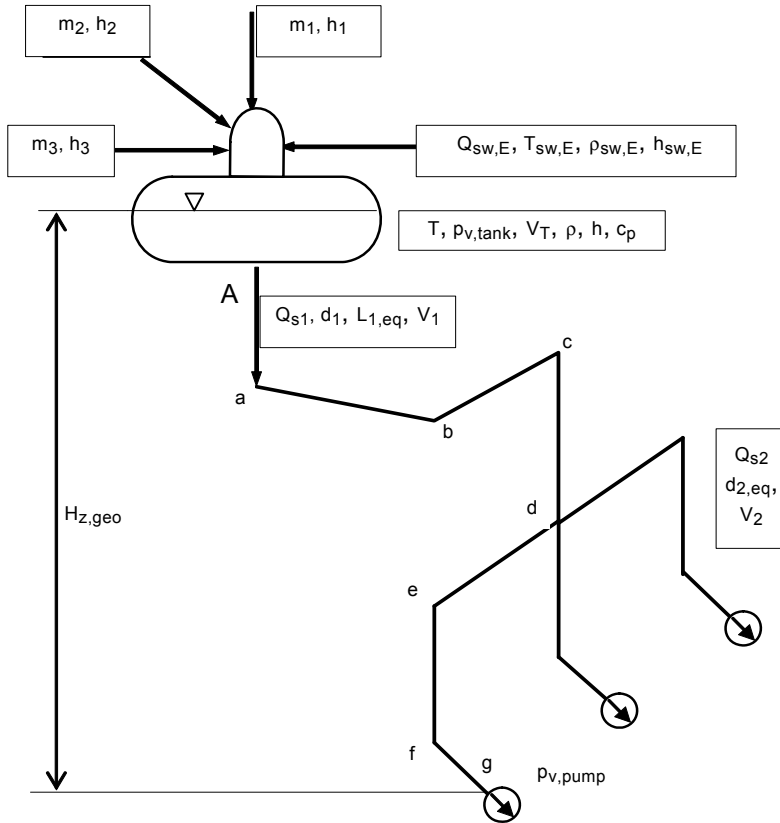 m2, h2
m1, h1
m3, h3
Qsw,E, Tsw,E, ρsw,E, hsw,E
T, pv,tank, VT, ρ, h, cp
A
Qs1, d1, L1,eq, V1
c
a
b
Qs2
d2,eq,
V2
Hz,geo
d
e
f
g
pv,pump